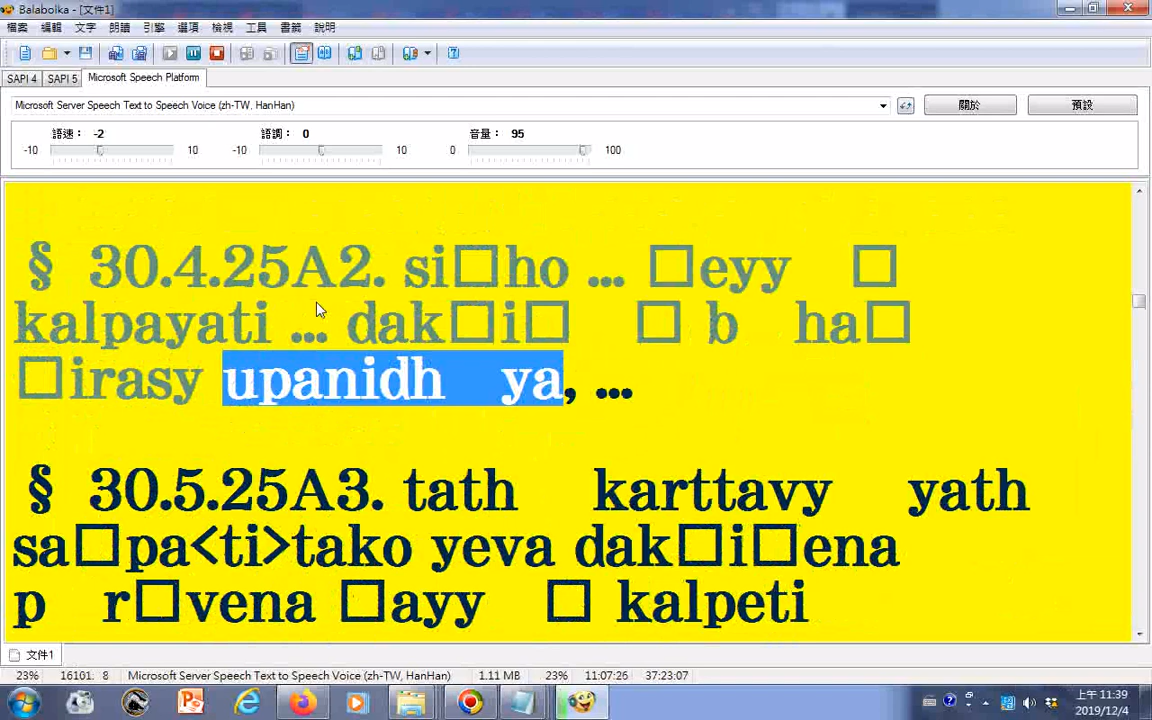 Balabolka - [文件1]
檔案 編輯 文字 朗讀 引擎 選項 檢視 工具 書籤 說明
SAPI 4 SAPI 5 Microsoft Speech Platform
Microsoft Server Speech Text to Speech Voice (zh-TW, HanHan) 關於 預設
語速： -2 語調： 0 音量： 95
-10 10 -10 10 0 100
§ 30.4.25A2. si□ho ... □eyy □
kalpayati ... dak□i□ □ b ha□
□irasy upanidh ya, ...
§ 30.5.25A3. tath karttavy yath
sa□pa<ti>tako yeva dak□i□ena
p r□vena □ayy □ kalpeti
文件1
23% 16101: 8 Microsoft Server Speech Text to Speech Voice (zh-TW, HanHan) 1.11 MB 23% 11:07:26 37:23:07
上午 11:39
2019/12/4